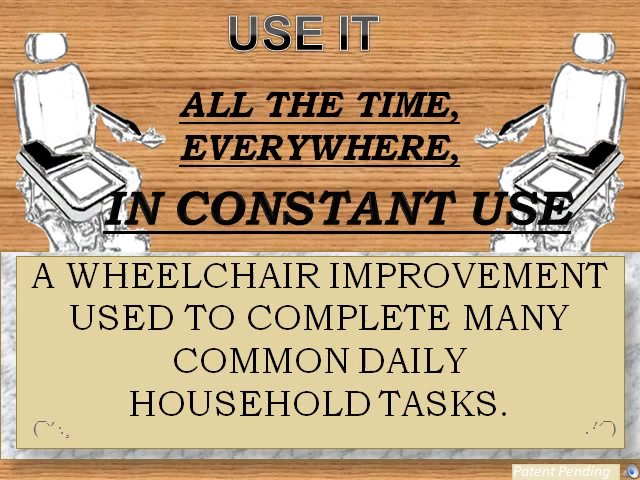 USE IT
ALL THE TIME,
EVERYWHERE,
IN CONSTANT USE
A WHEELCHAIR IMPROVEMENT
USED TO COMPLETE MANY
COMMON DAILY
HOUSEHOLD TASKS.
Patent Pending